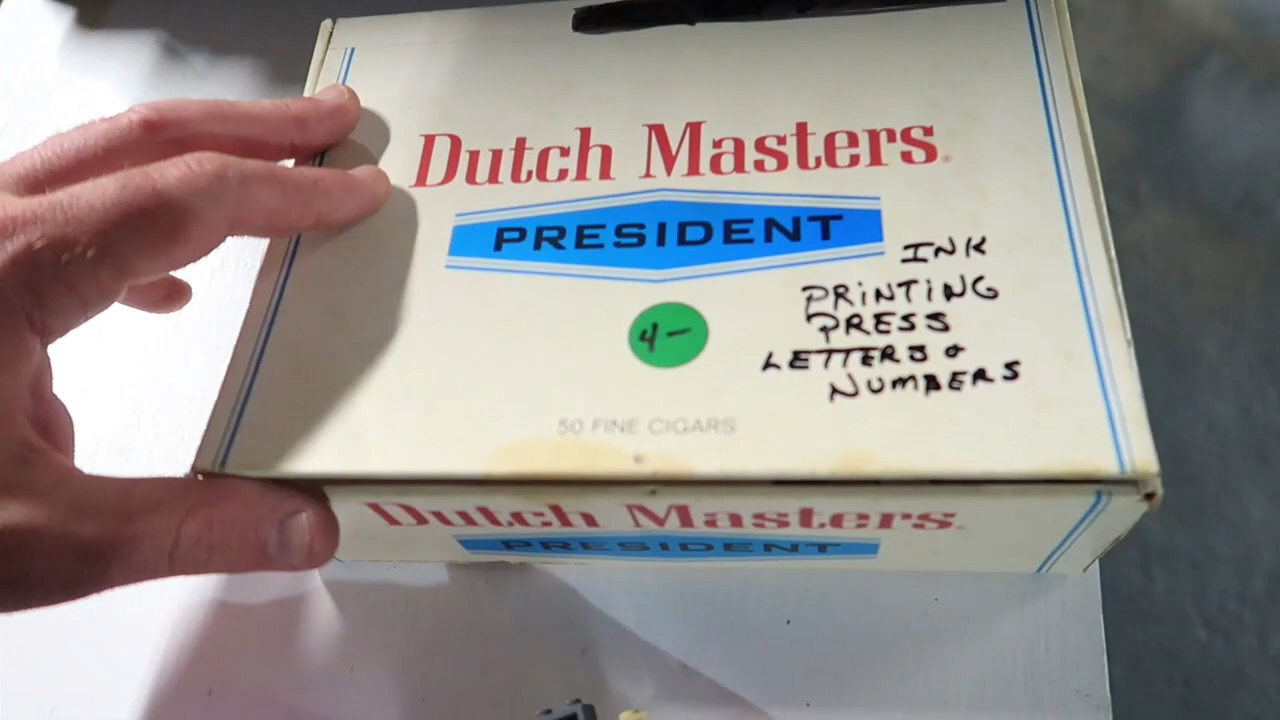 Dutch Masters®
PRESIDENT
INK
PRINTING
PRESS
LETTERS &
NUMBERS
4-
50 FINE CIGARS
Dutch Masters.
PRESIDENT